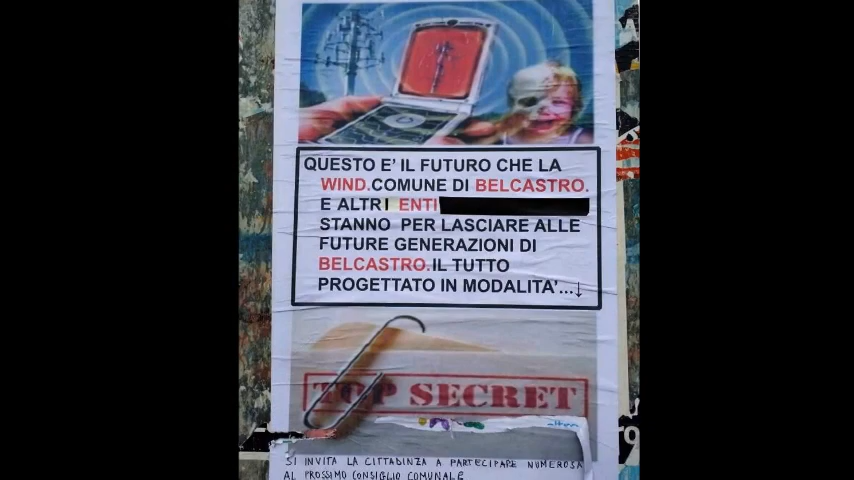 QUESTO E' IL FUTURO CHE LA
WIND.COMUNE DI BELCASTRO.
E ALTRI ENTI
STANNO PER LASCIARE ALLE
FUTURE GENERAZIONI DI
BELCASTRO.IL TUTTO
PROGETTATO IN MODALITA'...↓
TOP SECRET
SI INVITA LA CITTADINZA A PARTECIPARE NUMEROSA
AL PROSSIMO CONSIGLIO COMUNALE